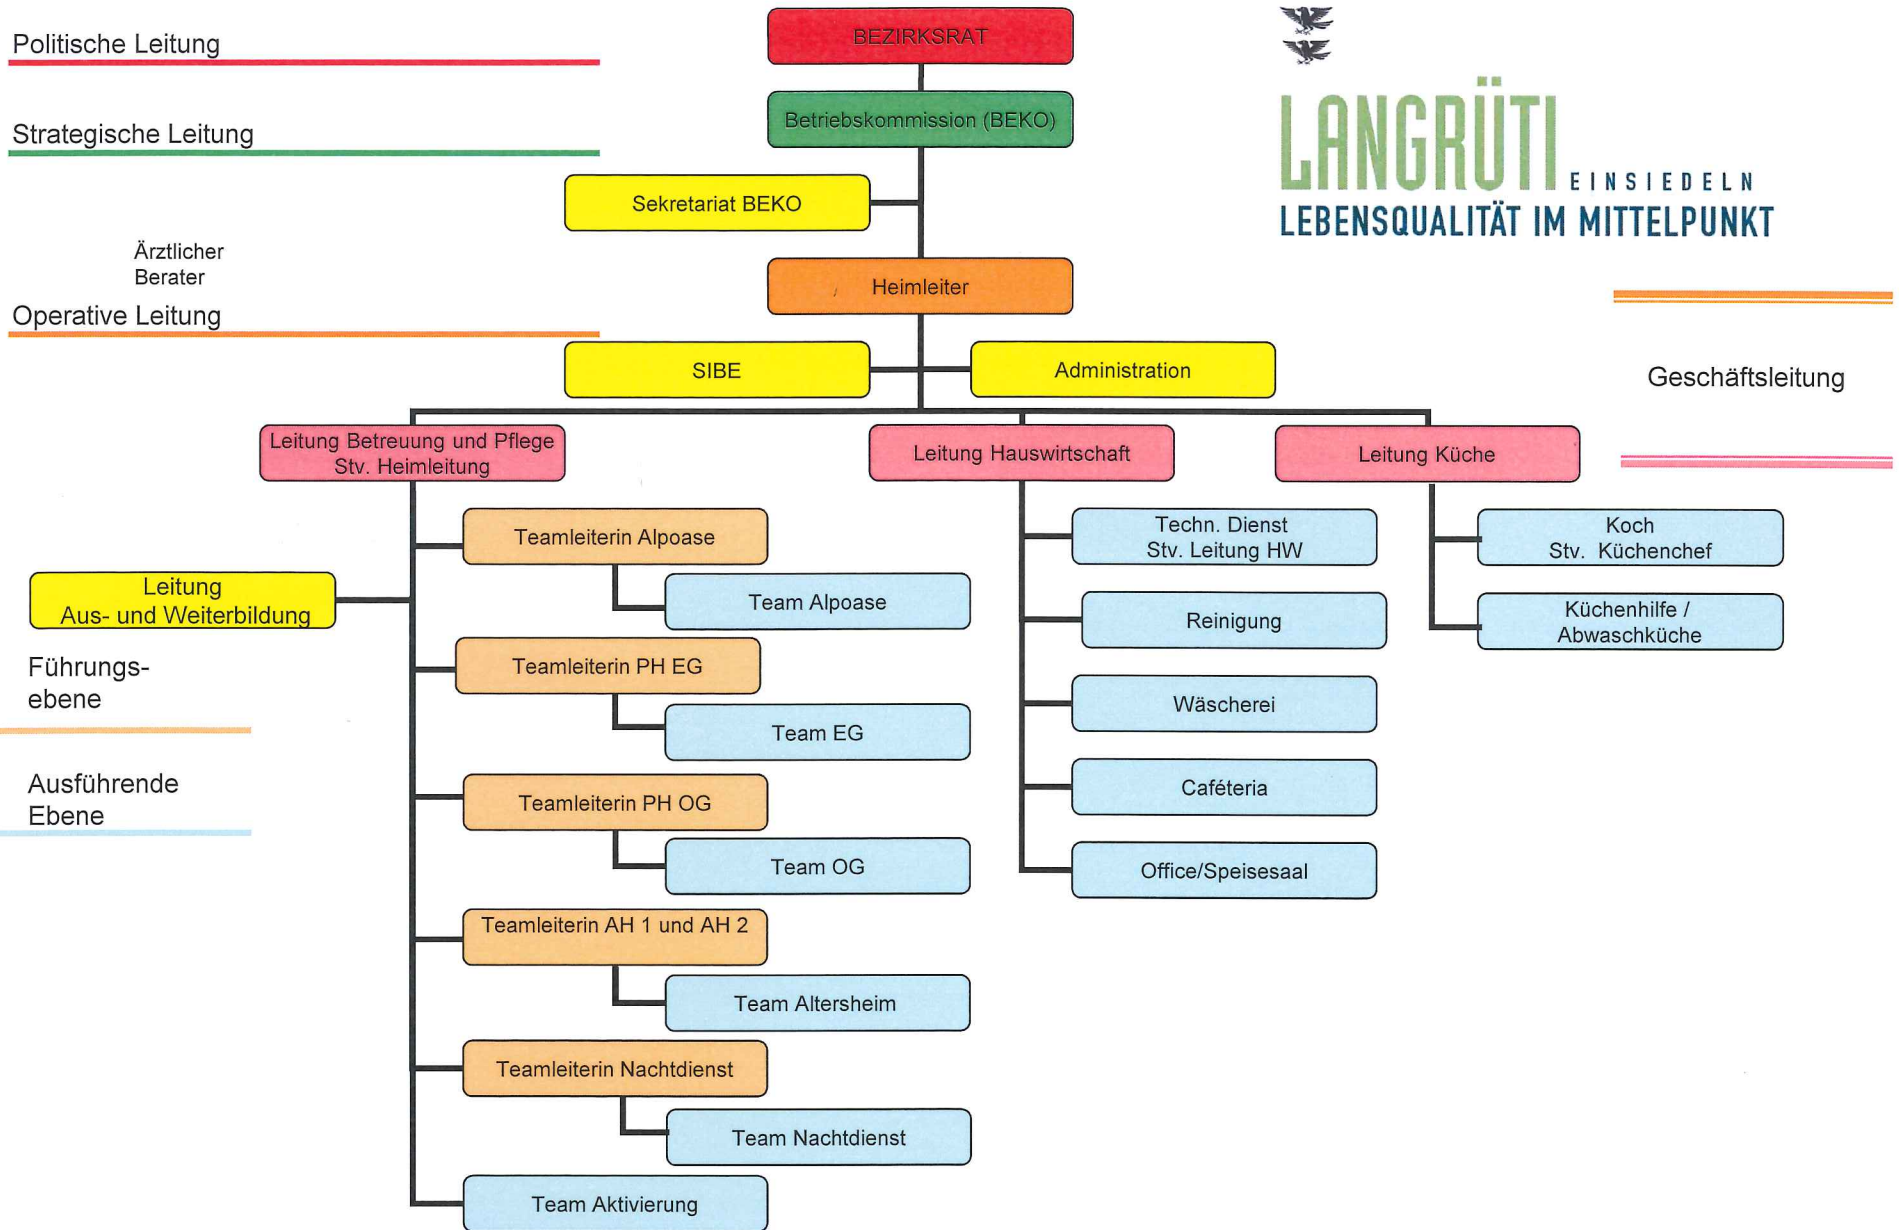 Politische Leitung
BEZIRKSRAT
Strategische Leitung
Betriebskommission (BEKO)
LANGRÜTI EINSIEDELN
LEBENSQUALITÄT IM MITTELPUNKT
Sekretariat BEKO
Ärztlicher
Berater
Heimleiter
Operative Leitung
SIBE
Administration
Geschäftsleitung
Leitung Betreuung und Pflege
Stv. Heimleitung
Leitung Hauswirtschaft
Leitung Küche
Teamleiterin Alpoase
Team Alpoase
Leitung
Aus- und Weiterbildung
Führungs-
ebene
Ausführende
Ebene
Teamleiterin PH EG
Team EG
Teamleiterin PH OG
Team OG
Teamleiterin AH 1 und AH 2
Team Altersheim
Teamleiterin Nachtdienst
Team Nachtdienst
Team Aktivierung
Techn. Dienst
Stv. Leitung HW
Reinigung
Wäscherei
Caféteria
Office/Speisesaal
Koch
Stv. Küchenchef
Küchenhilfe /
Abwaschküche